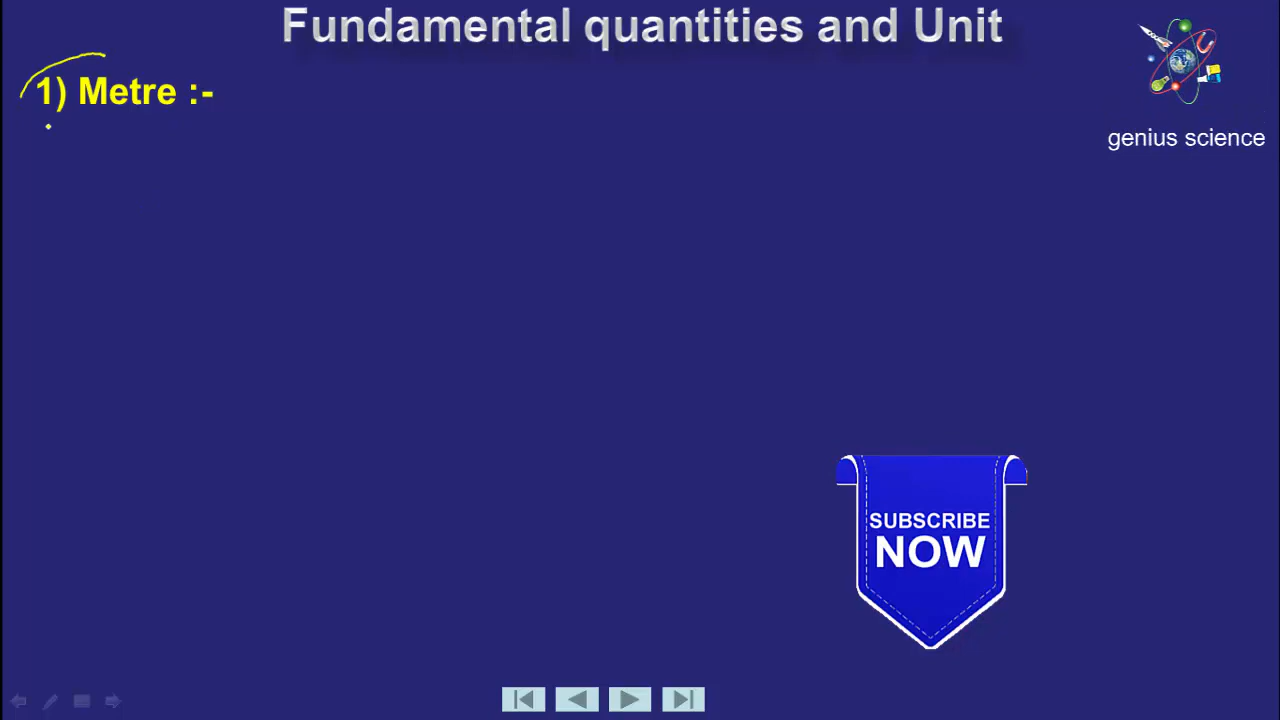 Fundamental quantities and Unit
1) Metre :-
genius science
SUBSCRIBE
NOW